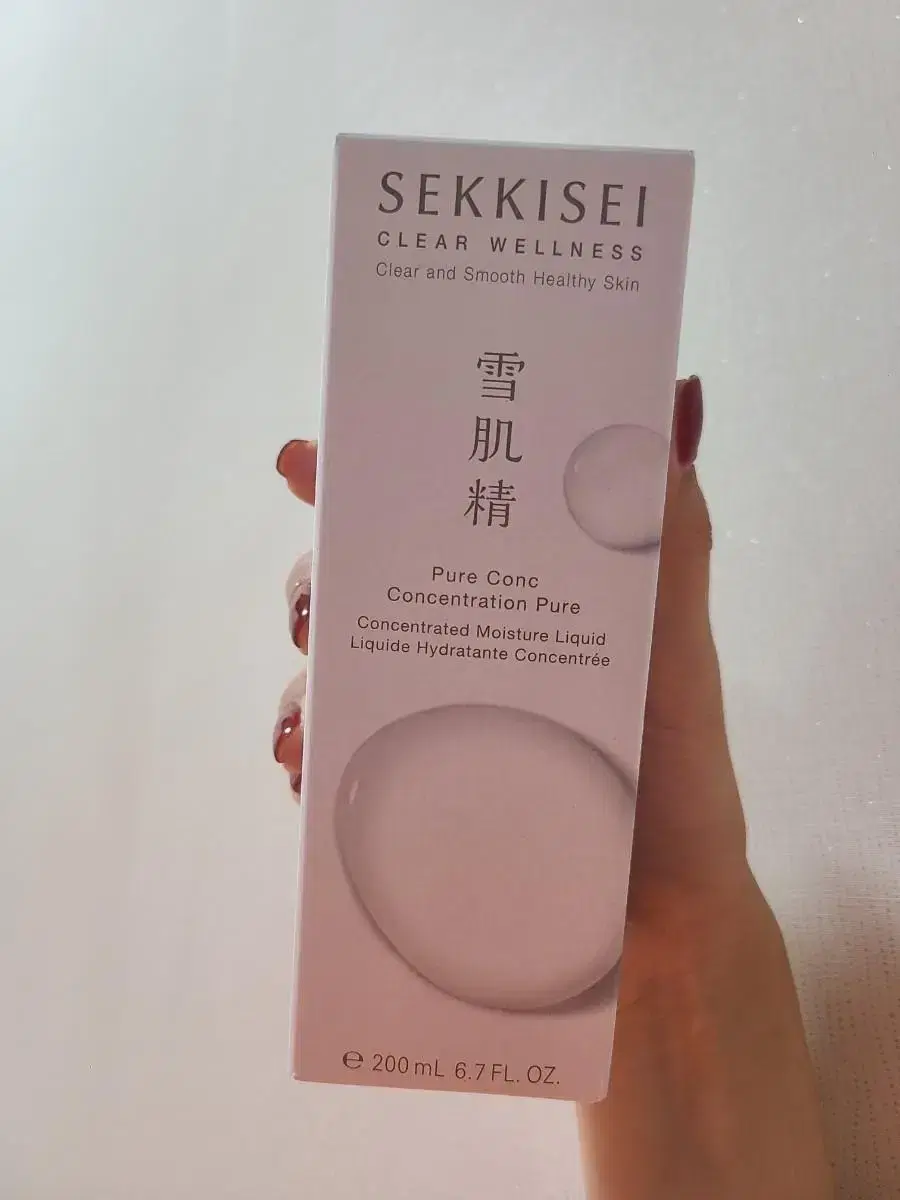 SEKKISEI
CLEAR WELLNESS
Clear and Smooth Healthy Skin
雪
肌
精
Pure Conc
Concentration Pure
Concentrated Moisture Liquid
Liquide Hydratante Concentrée
℮ 200 mL 6.7 FL. OZ.